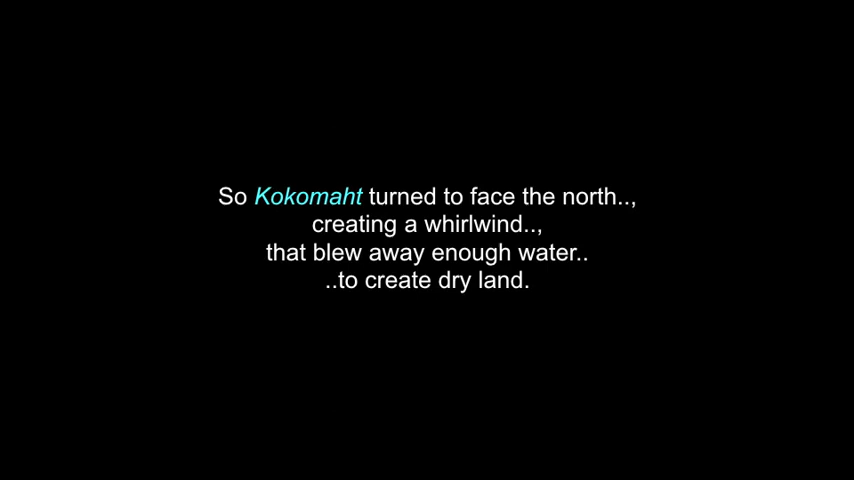 So Kokomaht turned to face the north..,
creating a whirlwind..,
that blew away enough water..
..to create dry land.